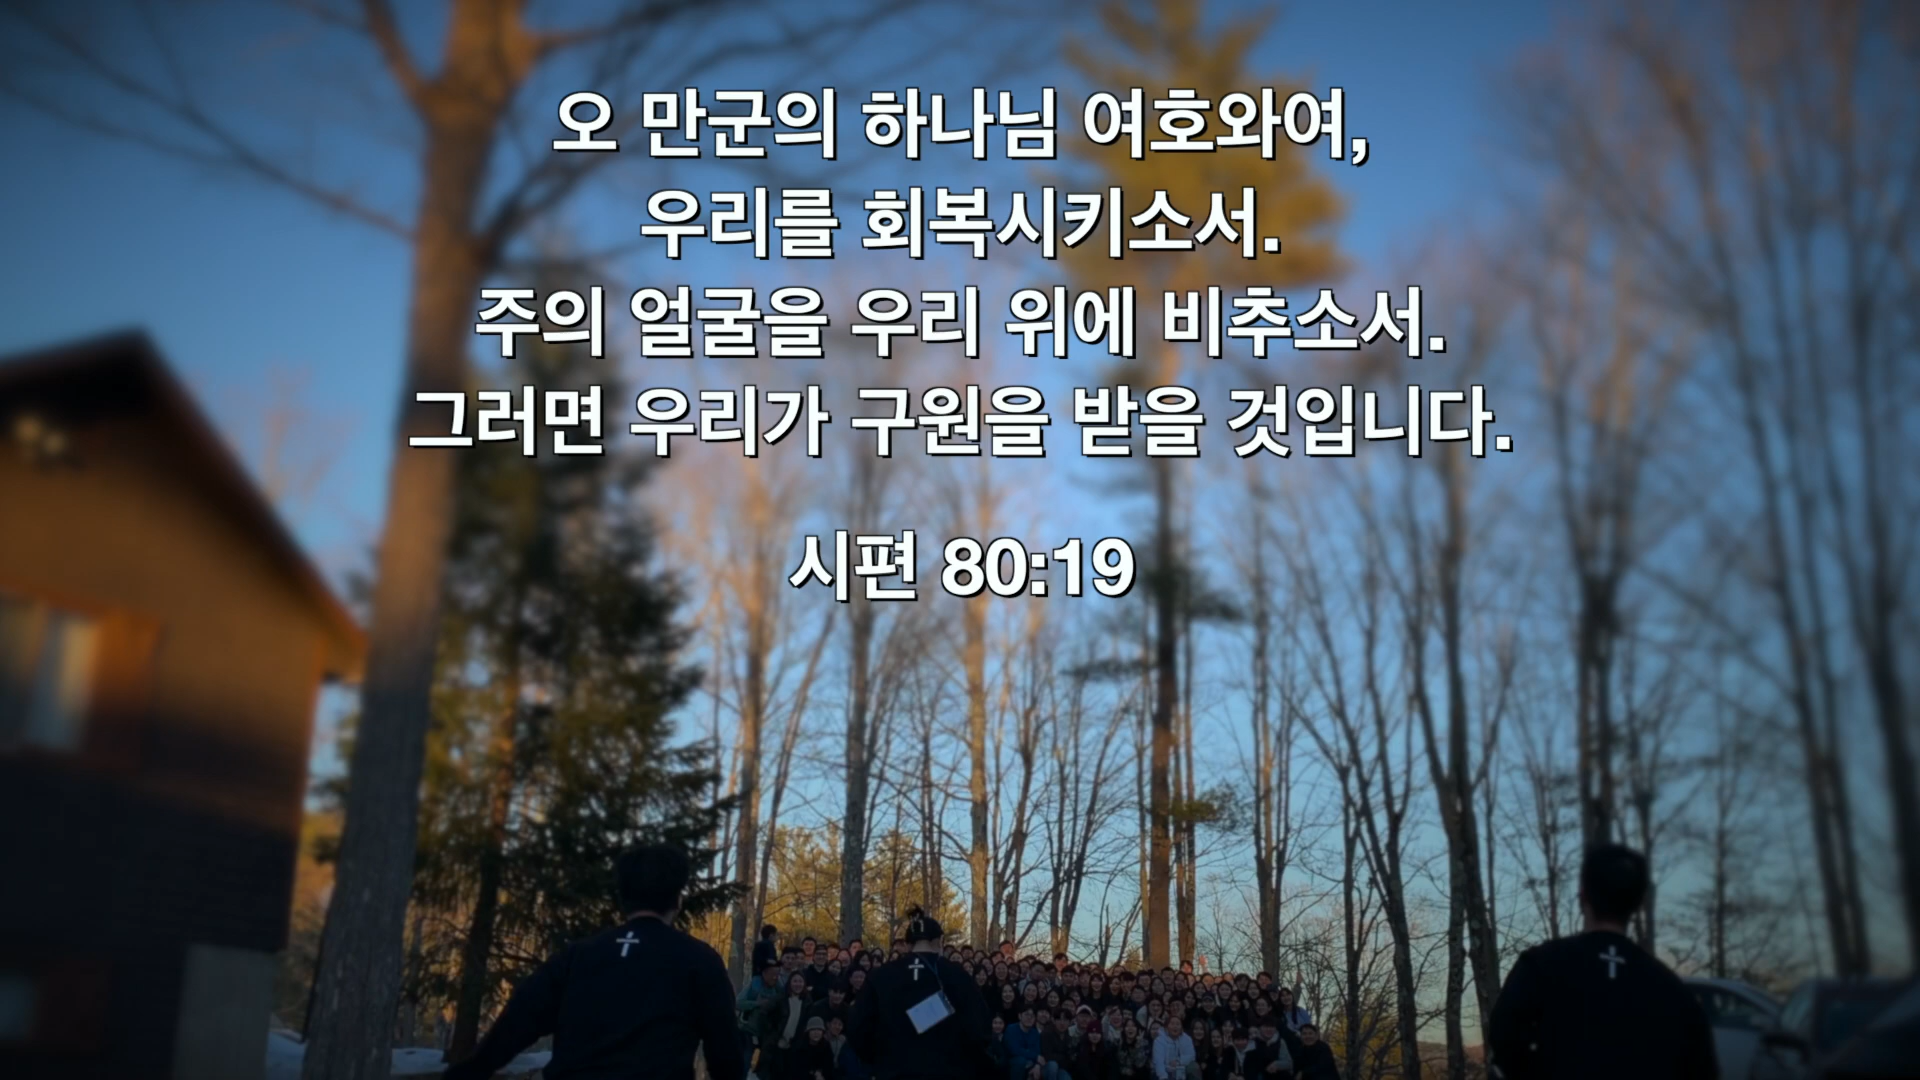 오 만군의 하나님 여호와여,
우리를 회복시키소서.
주의 얼굴을 우리 위에 비추소서.
그러면 우리가 구원을 받을 것입니다.
시편 80:19